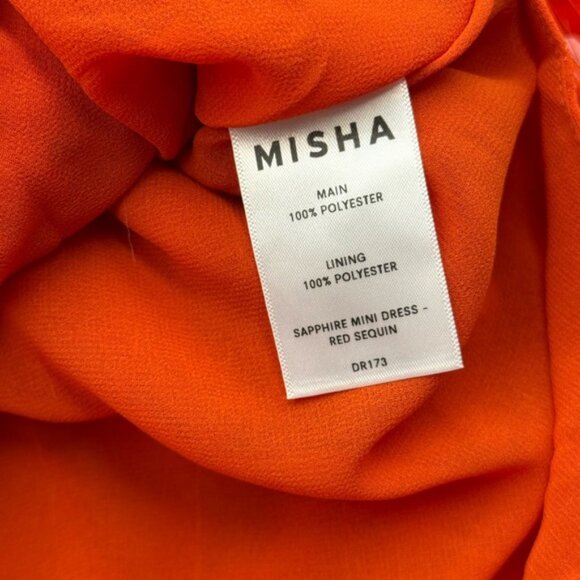 MISHA
MAIN
100% POLYESTER
LINING
100% POLYESTER
SAPPHIRE MINI DRESS -
RED SEQUIN
DR173